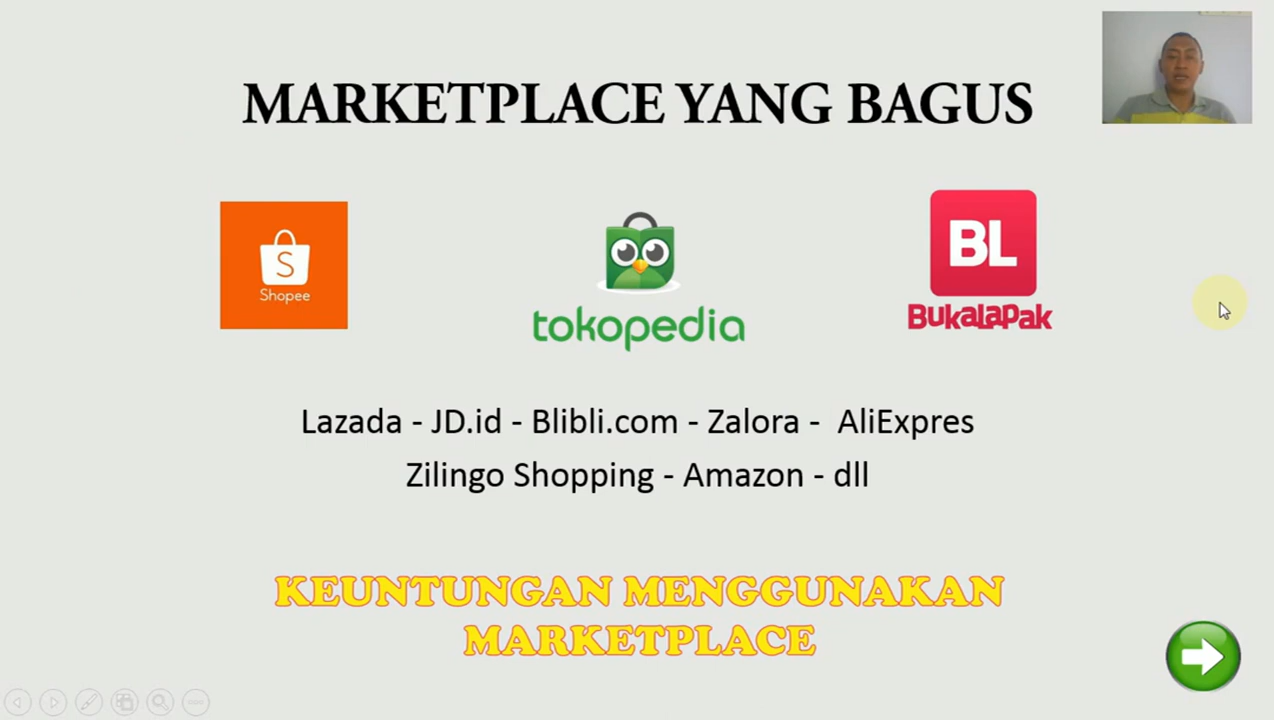 MARKETPLACE YANG BAGUS
S
Shopee
tokopedia
BL
BukalaPak
Lazada - JD.id - Blibli.com - Zalora - AliExpres
Zilingo Shopping - Amazon - dll
KEUNTUNGAN MENGGUNAKAN
MARKETPLACE